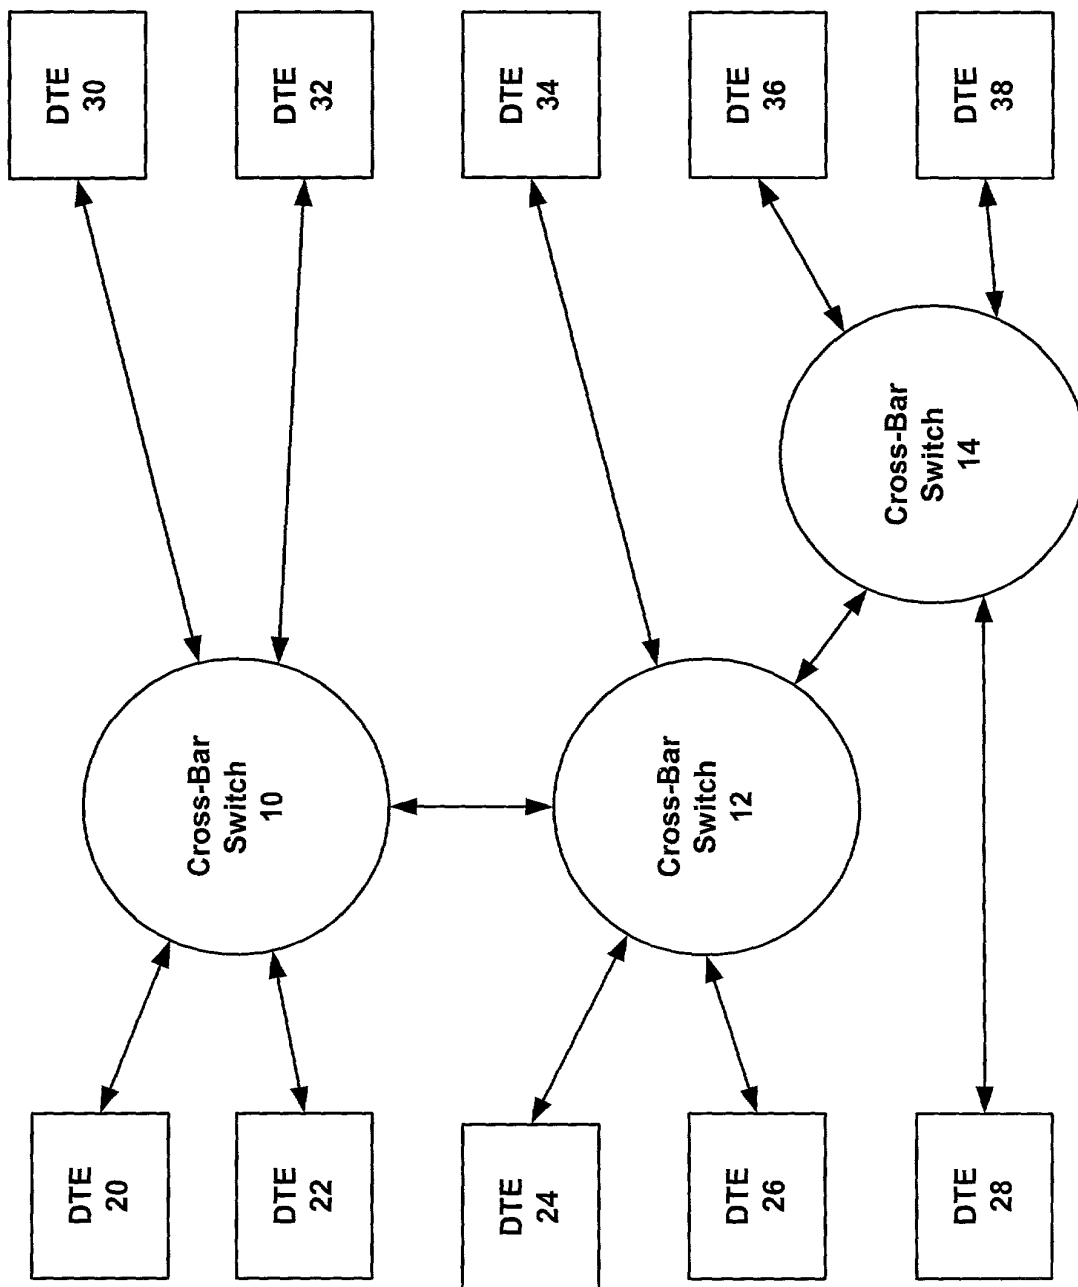 DTE
30
DTE
32
DTE
34
DTE
36
DTE
38
Cross-Bar
Switch
10
Cross-Bar
Switch
12
Cross-Bar
Switch
14
DTE
20
DTE
22
DTE
24
DTE
26
DTE
28